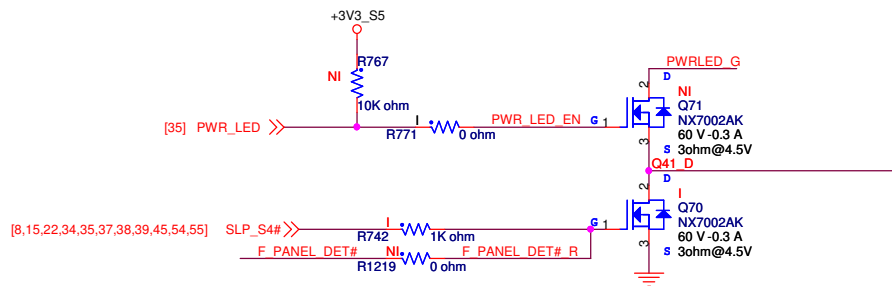 +3V3_S5
R767
NI
10K ohm
[35] PWR_LED
I
R771
0 ohm
PWR_LED_EN
G
1
PWRLED_G
D
2
NI
Q71
NX7002AK
60 V -0.3 A
3ohm@4.5V
S
3
Q41_D
D
2
I
Q70
NX7002AK
60 V -0.3 A
3ohm@4.5V
S
3
G
1
[8,15,22,34,35,37,38,39,45,54,55] SLP_S4#
I
R742
1K ohm
F_PANEL_DET#
NI
R1219
0 ohm
F_PANEL_DET#_R